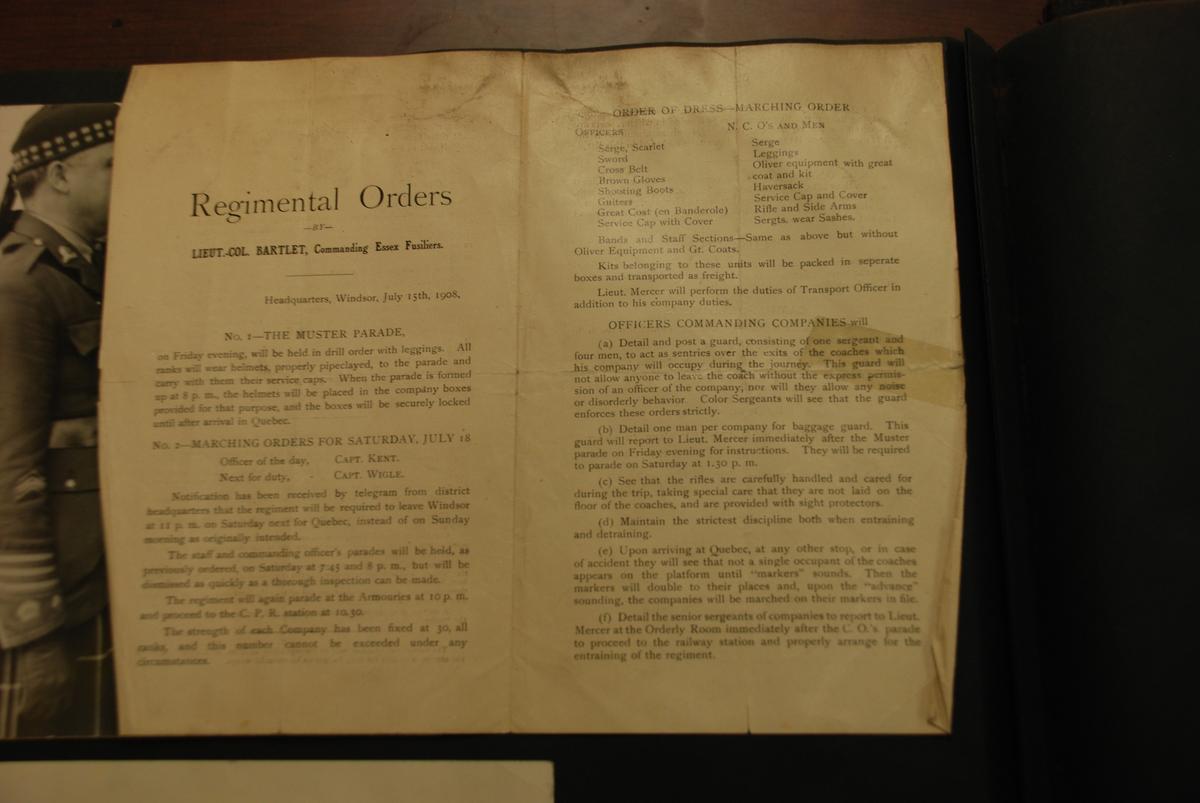 Regimental Orders
—BY—
LIEUT.-COL. BARTLET, Commanding Essex Fusiliers.
Headquarters, Windsor, July 15th, 1908.
No. 1—THE MUSTER PARADE,
on Friday evening, will be held in drill order with leggings. All
ranks will wear helmets, properly pipeclayed, to the parade and
carry with them their service caps. When the parade is formed
up at 8 p. m., the helmets will be placed in the company boxes
provided for that purpose, and the boxes will be securely locked
until after arrival in Quebec.
No. 2—MARCHING ORDERS FOR SATURDAY, JULY 18
Officer of the day, CAPT. KENT.
Next for duty, - CAPT. WIGLE.
Notification has been received by telegram from district
headquarters that the regiment will be required to leave Windsor
at 11 p. m. on Saturday next for Quebec, instead of on Sunday
morning as originally intended.
The staff and commanding officer's parades will be held, as
previously ordered, on Saturday at 7:45 and 8 p. m., but will be
dismissed as quickly as a thorough inspection can be made.
The regiment will again parade at the Armouries at 10 p. m.
and proceed to the C. P. R. station at 10.30.
The strength of each Company has been fixed at 30, all
ranks, and this number cannot be exceeded under any
circumstances.
ORDER OF DRESS—MARCHING ORDER
OFFICERS
Serge, Scarlet
Sword
Cross Belt
Brown Gloves
Shooting Boots
Guiters
Great Cost (en Banderole)
Service Cap with Cover
N. C. O's AND MEN
Serge
Leggings
Oliver equipment with great
coat and kit
Haversack
Service Cap and Cover
Rifle and Side Arms
Sergts. wear Sashes.
Bands and Staff Sections—Same as above but without
Oliver Equipment and Gt. Coats.
Kits belonging to these units will be packed in seperate
boxes and transported as freight.
Lieut. Mercer will perform the duties of Transport Officer in
addition to his company duties.
OFFICERS COMMANDING COMPANIES will
(a) Detail and post a guard, consisting of one sergeant and
four men, to act as sentries over the exits of the coaches which
his company will occupy during the journey. This guard will
not allow anyone to leave the coach without the express permis-
sion of an officer of the company; nor will they allow any noise
or disorderly behavior. Color Sergeants will see that the guard
enforces these orders strictly.
(b) Detail one man per company for baggage guard. This
guard will report to Lieut. Mercer immediately after the Muster
parade on Friday evening for instructions. They will be required
to parade on Saturday at 1.30 p. m.
(c) See that the rifles are carefully handled and cared for
during the trip, taking special care that they are not laid on the
floor of the coaches, and are provided with sight protectors.
(d) Maintain the strictest discipline both when entraining
and detraining.
(e) Upon arriving at Quebec, at any other stop, or in case
of accident they will see that not a single occupant of the coaches
appears on the platform until "markers" sounds. Then the
markers will double to their places and, upon the "advance"
sounding, the companies will be marched on their markers in file.
(f) Detail the senior sergeants of companies to report to Lieut.
Mercer at the Orderly Room immediately after the C. O.'s. parade
to proceed to the railway station and properly arrange for the
entraining of the regiment.